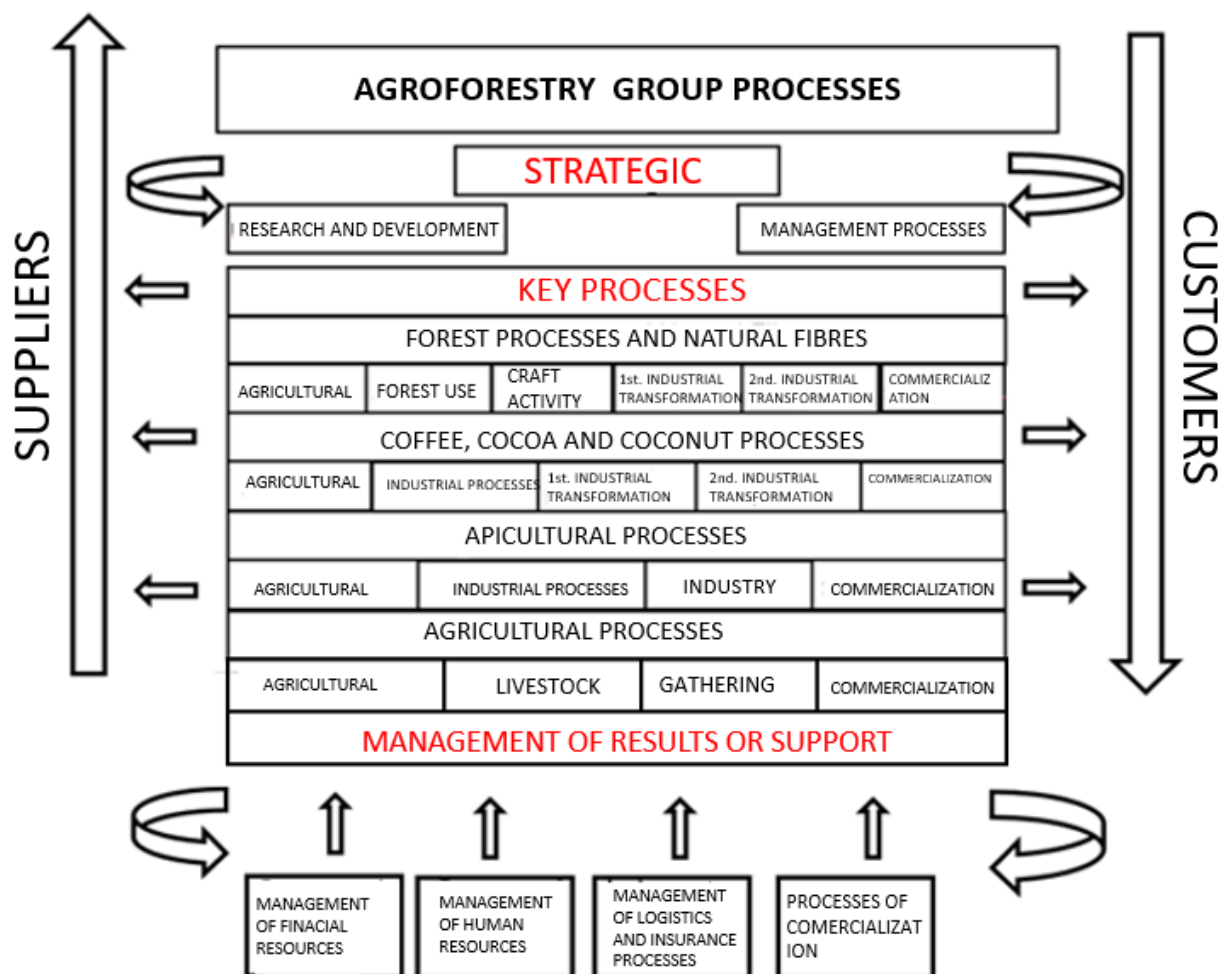 AGROFORESTRY GROUP PROCESSES
STRATEGIC
RESEARCH AND DEVELOPMENT
MANAGEMENT PROCESSES
SUPPLIERS
CUSTOMERS
KEY PROCESSES
FOREST PROCESSES AND NATURAL FIBRES
AGRICULTURAL
FOREST USE
CRAFT
ACTIVITY
1st. INDUSTRIAL
TRANSFORMATION
2nd. INDUSTRIAL
TRANSFORMATION
COMMERCIALIZ
ATION
COFFEE, COCOA AND COCONUT PROCESSES
AGRICULTURAL
INDUSTRIAL PROCESSES
1st. INDUSTRIAL
TRANSFORMATION
2nd. INDUSTRIAL
TRANSFORMATION
COMMERCIALIZATION
APICULTURAL PROCESSES
AGRICULTURAL
INDUSTRIAL PROCESSES
INDUSTRY
COMMERCIALIZATION
AGRICULTURAL PROCESSES
AGRICULTURAL
LIVESTOCK
GATHERING
COMMERCIALIZATION
MANAGEMENT OF RESULTS OR SUPPORT
MANAGEMENT
OF FINACIAL
RESOURCES
MANAGEMENT
OF HUMAN
RESOURCES
MANAGEMENT
OF LOGISTICS
AND INSURANCE
PROCESSES
PROCESSES OF
COMERCIALIZAT
ION